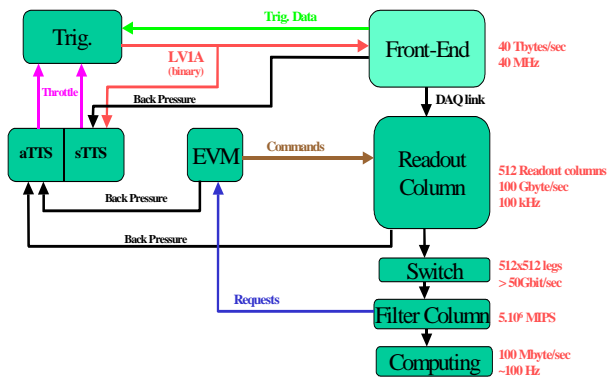 Trig. Data
Trig.
LV1A
(binary)
Front-End
40 Tbytes/sec
40 MHz
Throttle
Back Pressure
DAQ link
aTTS
sTTS
EVM
Commands
Readout
Column
512 Readout columns
100 Gbyte/sec
100 kHz
Back Pressure
Back Pressure
Switch
512x512 legs
> 50Gbit/sec
Requests
Filter Column
5.10⁶ MIPS
Computing
100 Mbyte/sec
~100 Hz